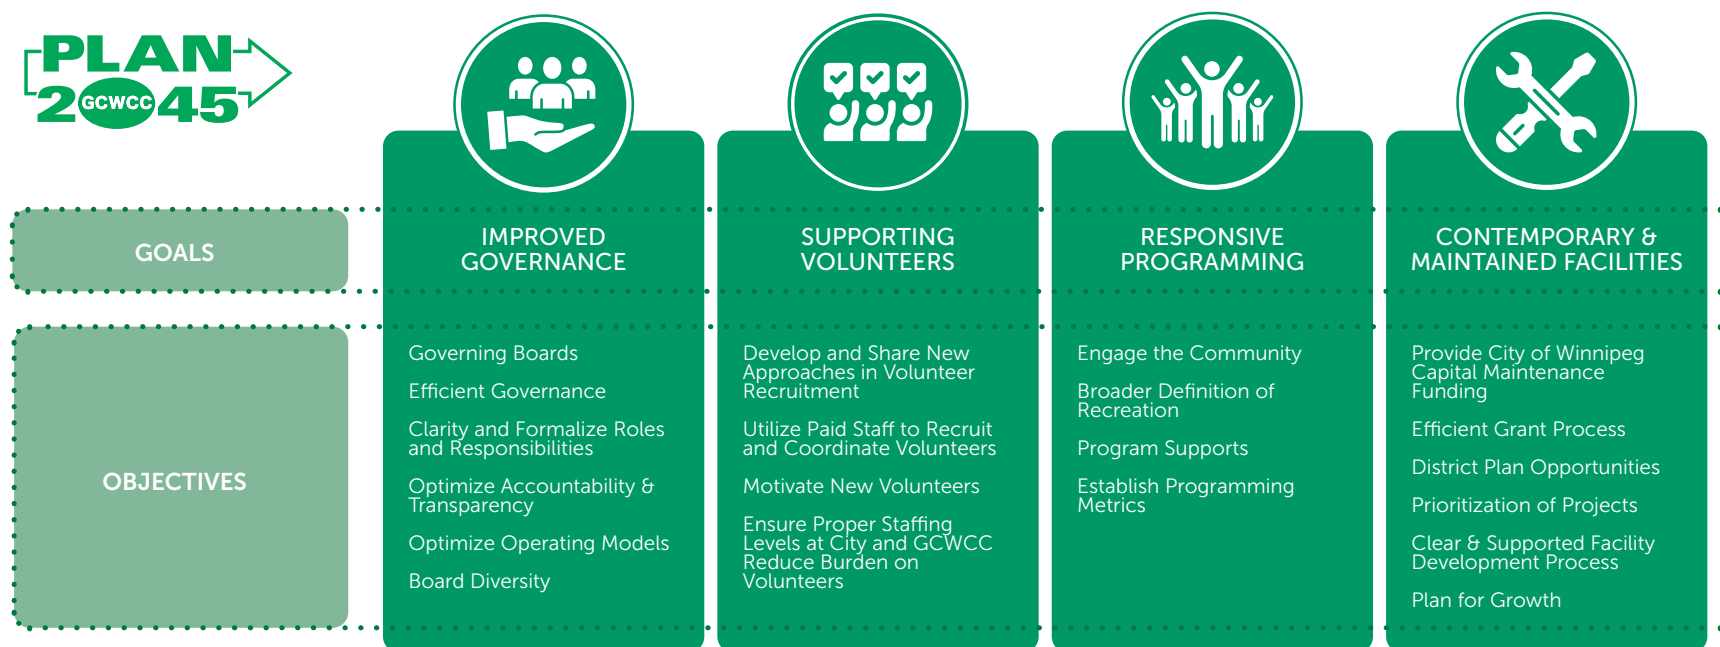 PLAN
2 GCWCC 45
GOALS
IMPROVED
GOVERNANCE
SUPPORTING
VOLUNTEERS
RESPONSIVE
PROGRAMMING
CONTEMPORARY &
MAINTAINED FACILITIES
OBJECTIVES
Governing Boards
Efficient Governance
Clarity and Formalize Roles
and Responsibilities
Optimize Accountability &
Transparency
Optimize Operating Models
Board Diversity
Develop and Share New
Approaches in Volunteer
Recruitment
Utilize Paid Staff to Recruit
and Coordinate Volunteers
Motivate New Volunteers
Ensure Proper Staffing
Levels at City and GCWCC
Reduce Burden on
Volunteers
Engage the Community
Broader Definition of
Recreation
Program Supports
Establish Programming
Metrics
Provide City of Winnipeg
Capital Maintenance
Funding
Efficient Grant Process
District Plan Opportunities
Prioritization of Projects
Clear & Supported Facility
Development Process
Plan for Growth